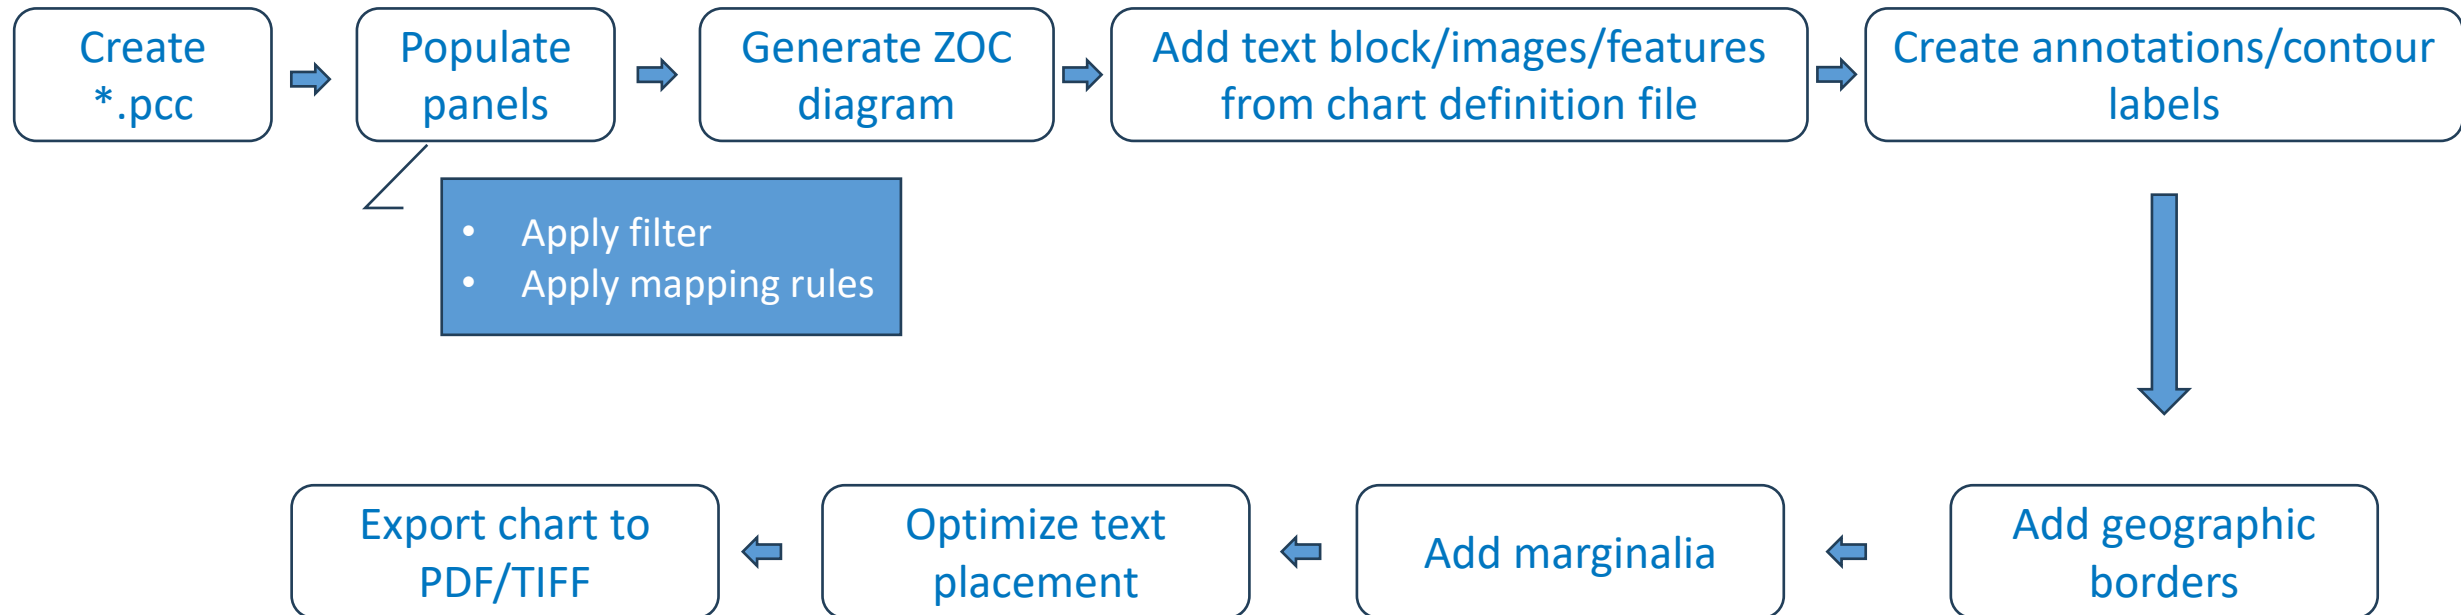 Create
*.pcc
Populate
panels
Generate ZOC
diagram
Add text block/images/features
from chart definition file
Create annotations/contour
labels
• Apply filter
• Apply mapping rules
Add geographic
borders
Add marginalia
Optimize text
placement
Export chart to
PDF/TIFF